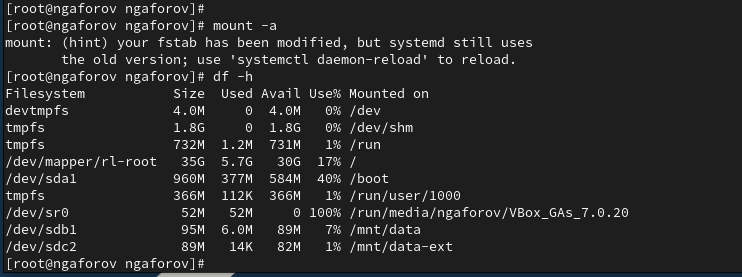 [root@ngaforov ngaforov]#
[root@ngaforov ngaforov]# mount -a
mount: (hint) your fstab has been modified, but systemd still uses
       the old version; use 'systemctl daemon-reload' to reload.
[root@ngaforov ngaforov]# df -h
Filesystem           Size  Used Avail Use% Mounted on
devtmpfs             4.0M     0  4.0M   0% /dev
tmpfs                1.8G     0  1.8G   0% /dev/shm
tmpfs                732M  1.2M  731M   1% /run
/dev/mapper/rl-root   35G  5.7G   30G  17% /
/dev/sda1            960M  377M  584M  40% /boot
tmpfs                366M  112K  366M   1% /run/user/1000
/dev/sr0              52M   52M     0 100% /run/media/ngaforov/VBox_GAs_7.0.20
/dev/sdb1             95M  6.0M   89M   7% /mnt/data
/dev/sdc2             89M   14K   82M   1% /mnt/data-ext
[root@ngaforov ngaforov]#